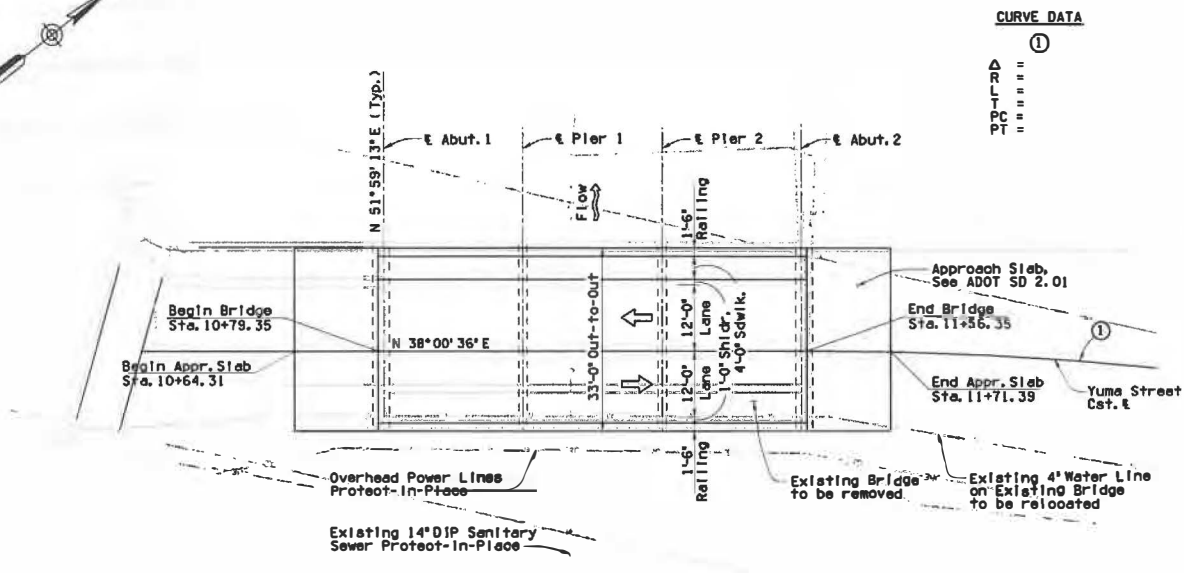 CURVE DATA
①
Δ =
R =
L =
T =
PC =
PT =
N 51°59'13"E (Typ.)
℄ Abut. 1
℄ Pier 1
℄ Pier 2
℄ Abut. 2
Flow
1'-6"
Railing
Approach Slab,
See ADOT SD 2.01
Begin Bridge
Sta. 10+79.35
33'-0" Out-to-Out
12'-0"
Lane
1'-0" Shldr.
4'-0" Sdwlk.
End Bridge
Sta. 11+56.35
①
N 38°00'36"E
Begin Appr. Slab
Sta. 10+64.31
12'-0"
Lane
End Appr. Slab
Sta. 11+71.39
Yuma Street
Cst. ℄
1'-6"
Railing
Overhead Power Lines
Protect-In-Place
Existing Bridge
to be removed
Existing 4" Water Line
on Existing Bridge
to be relocated
Existing 14" DIP Sanitary
Sewer Protect-In-Place